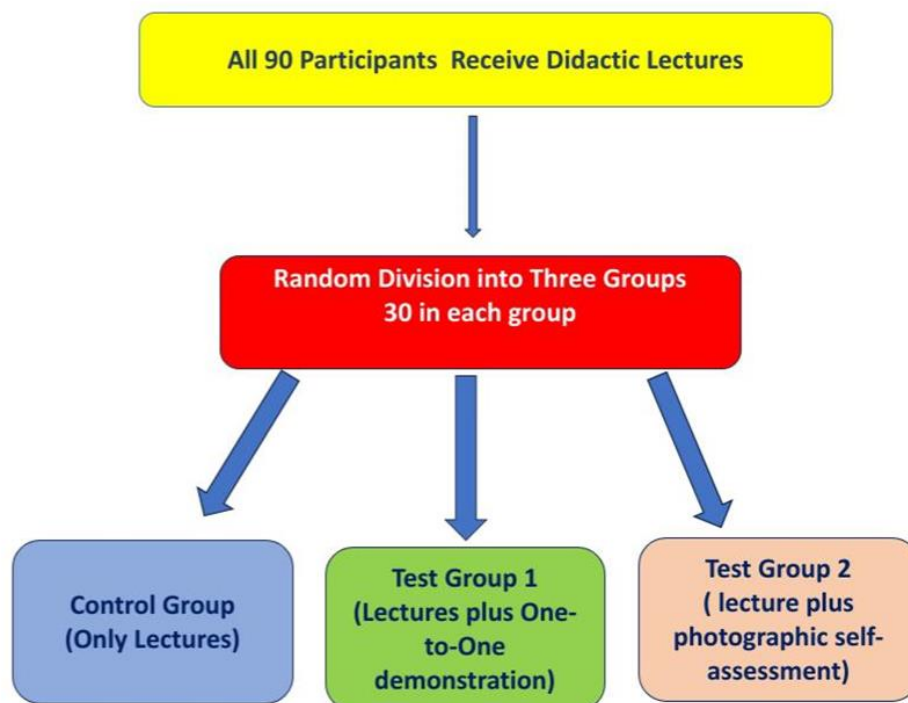 All 90 Participants Receive Didactic Lectures
Random Division into Three Groups
30 in each group
Control Group
(Only Lectures)
Test Group 1
(Lectures plus One-
to-One
demonstration)
Test Group 2
( lecture plus
photographic self-
assessment)